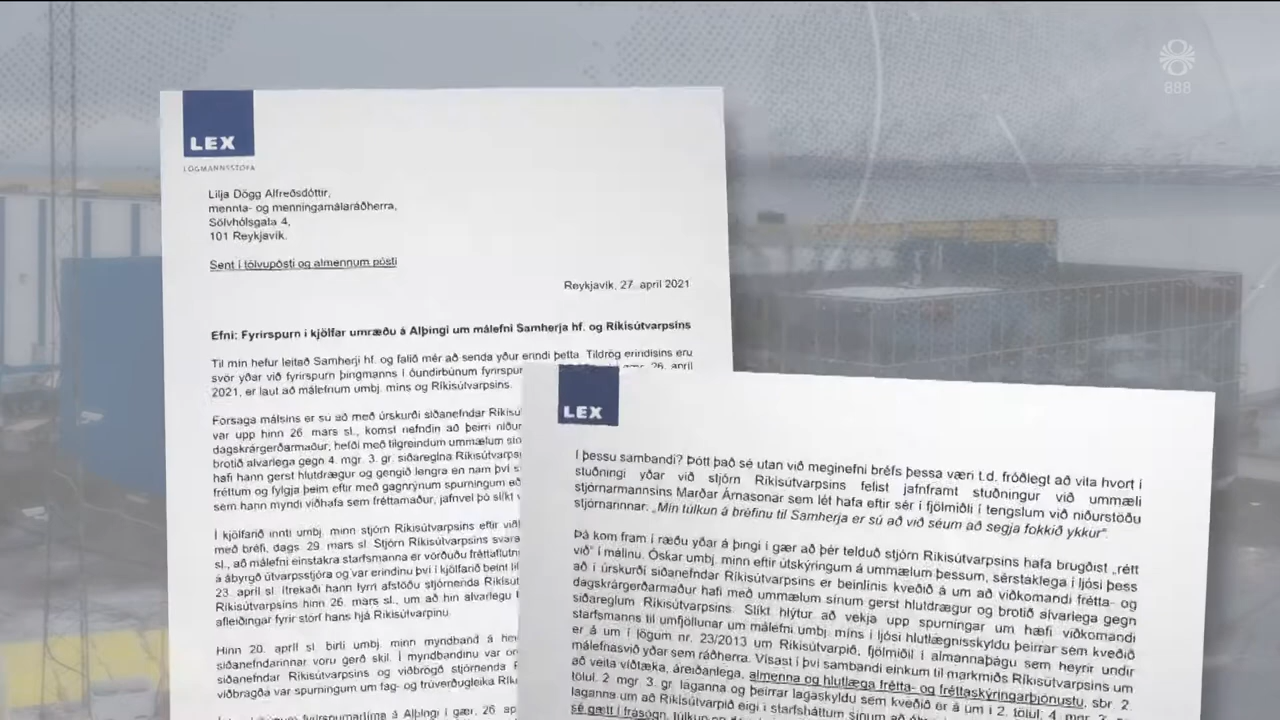 888
LEX
LÖGMANNSSTOFA
Lilja Dögg Alfreðsdóttir,
mennta- og menningamálaráðherra,
Sölvhólsgata 4,
101 Reykjavík.
Sent í tölvupósti og almennum pósti
Reykjavík, 27. apríl 2021
Efni: Fyrirspurn í kjölfar umræðu á Alþingi um málefni Samherja hf. og Ríkisútvarpsins
Til mín hefur leitað Samherji hf. og falið mér að senda yður erindi þetta. Tildrög erindisins eru
svör yðar við fyrirspurn þingmanns í óundirbúnum fyrirspur 26. apríl
2021, er laut að málefnum umbj. míns og Ríkisútvarpsins.
Forsaga málsins er sú að með úrskurði siðanefndar Ríkisút
var upp hinn 26. mars sl., komst nefndin að þeirri niður
dagskrárgerðarmaður, hefði með tilgreindum ummælum sín
brotið alvarlega gegn 4. mgr. 3. gr. siðareglna Ríkisútvarps
hafi hann gerst hlutdrægur og gengið lengra en nam því s
fréttum og fylgja þeim eftir með gagnrýnum spurningum eð
sem hann myndi viðhafa sem fréttamaður, jafnvel þó slíkt v
Í kjölfarið innti umbj. minn stjórn Ríkisútvarpsins eftir viðb
með bréfi, dags. 29. mars sl. Stjórn Ríkisútvarpsins svara
sl., að málefni einstakra starfsmanna er vörðuðu fréttaflutni
á ábyrgð útvarpsstjóra og var erindinu því í kjölfarið beint til
23. apríl sl. ítrekaði hann fyrri afstöðu stjórnenda Ríkisút
Ríkisútvarpsins hinn 26. mars sl., um að hin alvarlegu
afleiðingar fyrir störf hans hjá Ríkisútvarpinu.
Hinn 20. apríl sl. birti umbj. minn myndband á he
siðanefndarinnar voru gerð skil. Í myndbandinu var
siðanefndar Ríkisútvarpsins og viðbrögð stjórnenda
viðbragða var spurningum um fag- og trúverðugleika Ríki
fyrirspurnartíma á Alþingi í gær, 26 ap
LEX
í þessu sambandi? Þótt það sé utan við meginefni bréfs þessa væri t.d. fróðlegt að vita hvort í
stuðningi yðar við stjórn Ríkisútvarpsins felist jafnframt stuðningur við ummæli
stjórnarmannsins Marðar Árnasonar sem lét hafa eftir sér í fjölmiðli í tengslum við niðurstöðu
stjórnarinnar: „Mín túlkun á bréfinu til Samherja er sú að við séum að segja fokkið ykkur“.
Þá kom fram í ræðu yðar á þingi í gær að þér telduð stjórn Ríkisútvarpsins hafa brugðist „rétt
við“ í málinu. Óskar umbj. minn eftir útskýringum á ummælum þessum, sérstaklega í ljósi þess
að í úrskurði siðanefndar Ríkisútvarpsins er beinlínis kveðið á um að viðkomandi frétta- og
dagskrárgerðarmaður hafi með ummælum sínum gerst hlutdrægur og brotið alvarlega gegn
siðareglum Ríkisútvarpsins. Slíkt hlýtur að vekja upp spurningar um hæfi viðkomandi
starfsmanns til umfjöllunar um málefni umbj. míns í ljósi hlutlægnisskyldu þeirrar sem kveðið
er á um í lögum nr. 23/2013 um Ríkisútvarpið, fjölmiðil í almannaþágu sem heyrir undir
málefnasvið yðar sem ráðherra. Vísast í því sambandi einkum til markmiðs Ríkisútvarpsins um
að veita víðtæka, áreiðanlega, almenna og hlutlæga frétta- og fréttaskýringarþjónustu, sbr. 2.
tölul. 2. mgr. 3. gr. laganna og þeirrar lagaskyldu sem kveðið er á um í 2. tölul. 4. mgr.
laganna um að Ríkisútvarpið eigi í starfsháttum sínum að
sé gætt í frásögn, túlkun og